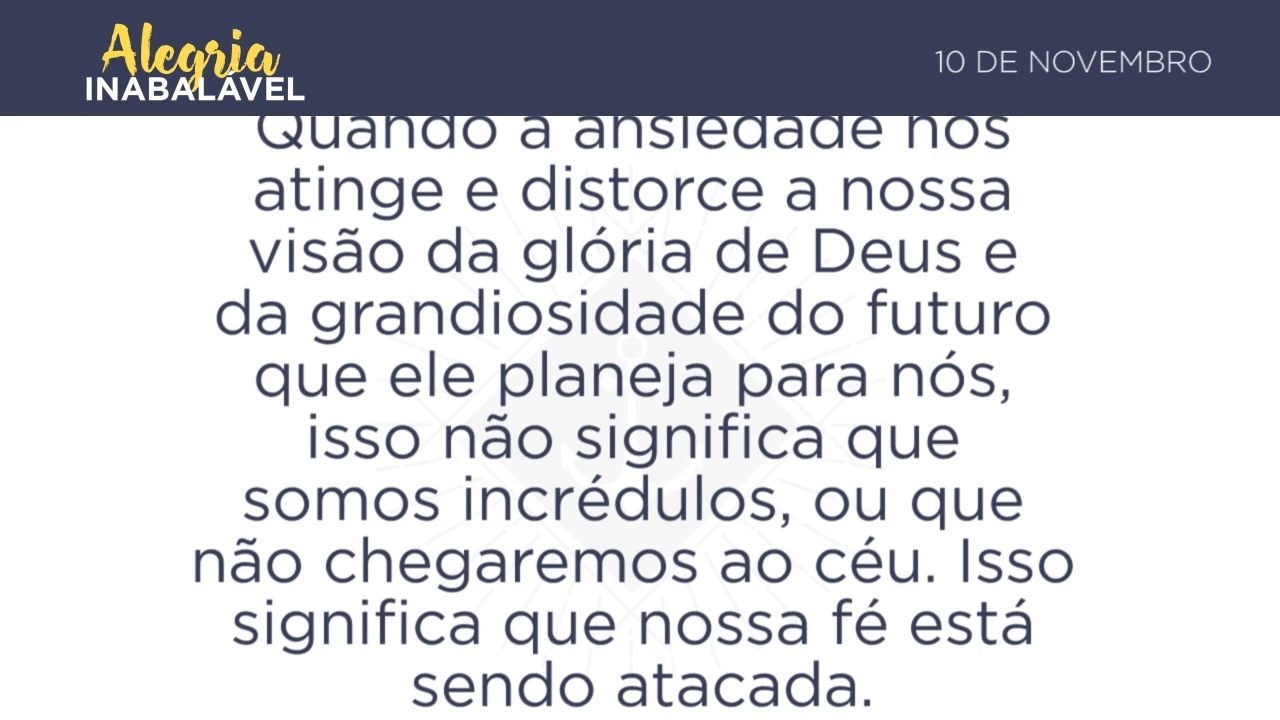 Alegria
INABALÁVEL
10 DE NOVEMBRO
Quando a ansiedade nos
atinge e distorce a nossa
visão da glória de Deus e
da grandiosidade do futuro
que ele planeja para nós,
isso não significa que
somos incrédulos, ou que
não chegaremos ao céu. Isso
significa que nossa fé está
sendo atacada.